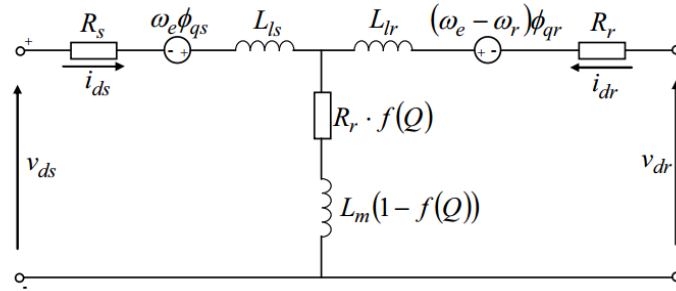 R_s
ω_eϕ_qs
L_ls
L_lr
(ω_e − ω_r)ϕ_qr
R_r
+
-
+
+
-
i_ds
i_dr
R_r · f(Q)
v_ds
v_dr
L_m(1 − f(Q))
-